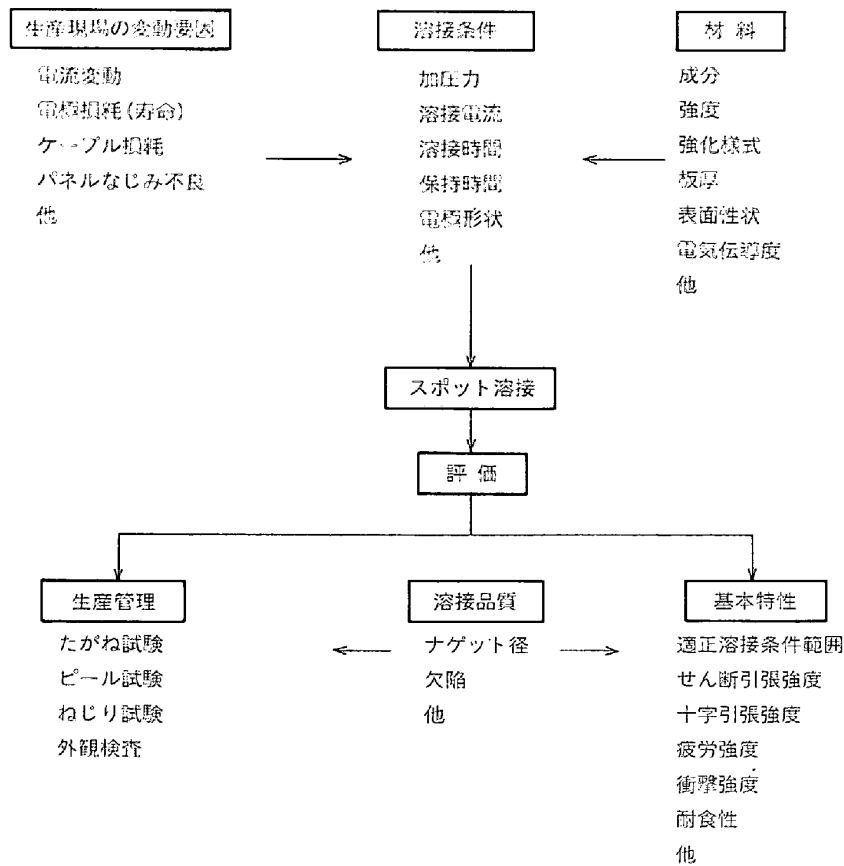 生産現場の変動要因
電流変動
電極損耗(寿命)
ケーブル損耗
パネルなじみ不良
他
溶接条件
加圧力
溶接電流
溶接時間
保持時間
電極形状
他
材料
成分
強度
強化様式
板厚
表面性状
電気伝導度
他
スポット溶接
評価
生産管理
たがね試験
ピール試験
ねじり試験
外観検査
溶接品質
ナゲット径
欠陥
他
基本特性
適正溶接条件範囲
せん断引張強度
十字引張強度
疲労強度
衝撃強度
耐食性
他